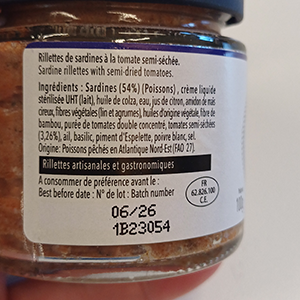 Rillettes de sardines à la tomate semi-séchée.
Sardine rillettes with semi-dried tomatoes.
Ingrédients : Sardines (54%) (Poissons), crème liquide
stérilisée UHT (lait), huile de colza, eau, jus de citron, amidon de maïs
cireux, fibres végétales (lin et agrumes), huiles d'origine végétale, fibre de
bambou, purée de tomates double concentré, tomates semi-séchées
(3,26%), ail, basilic, piment d'Espelette, poivre blanc, sel.
Origine: Poissons pêchés en Atlantique Nord-Est (FAO 27).
Rillettes artisanales et gastronomiques
A consommer de préférence avant le :
Best before date : N° de lot : Batch number
FR
62.826.100
C.E.
06/26
1B23054